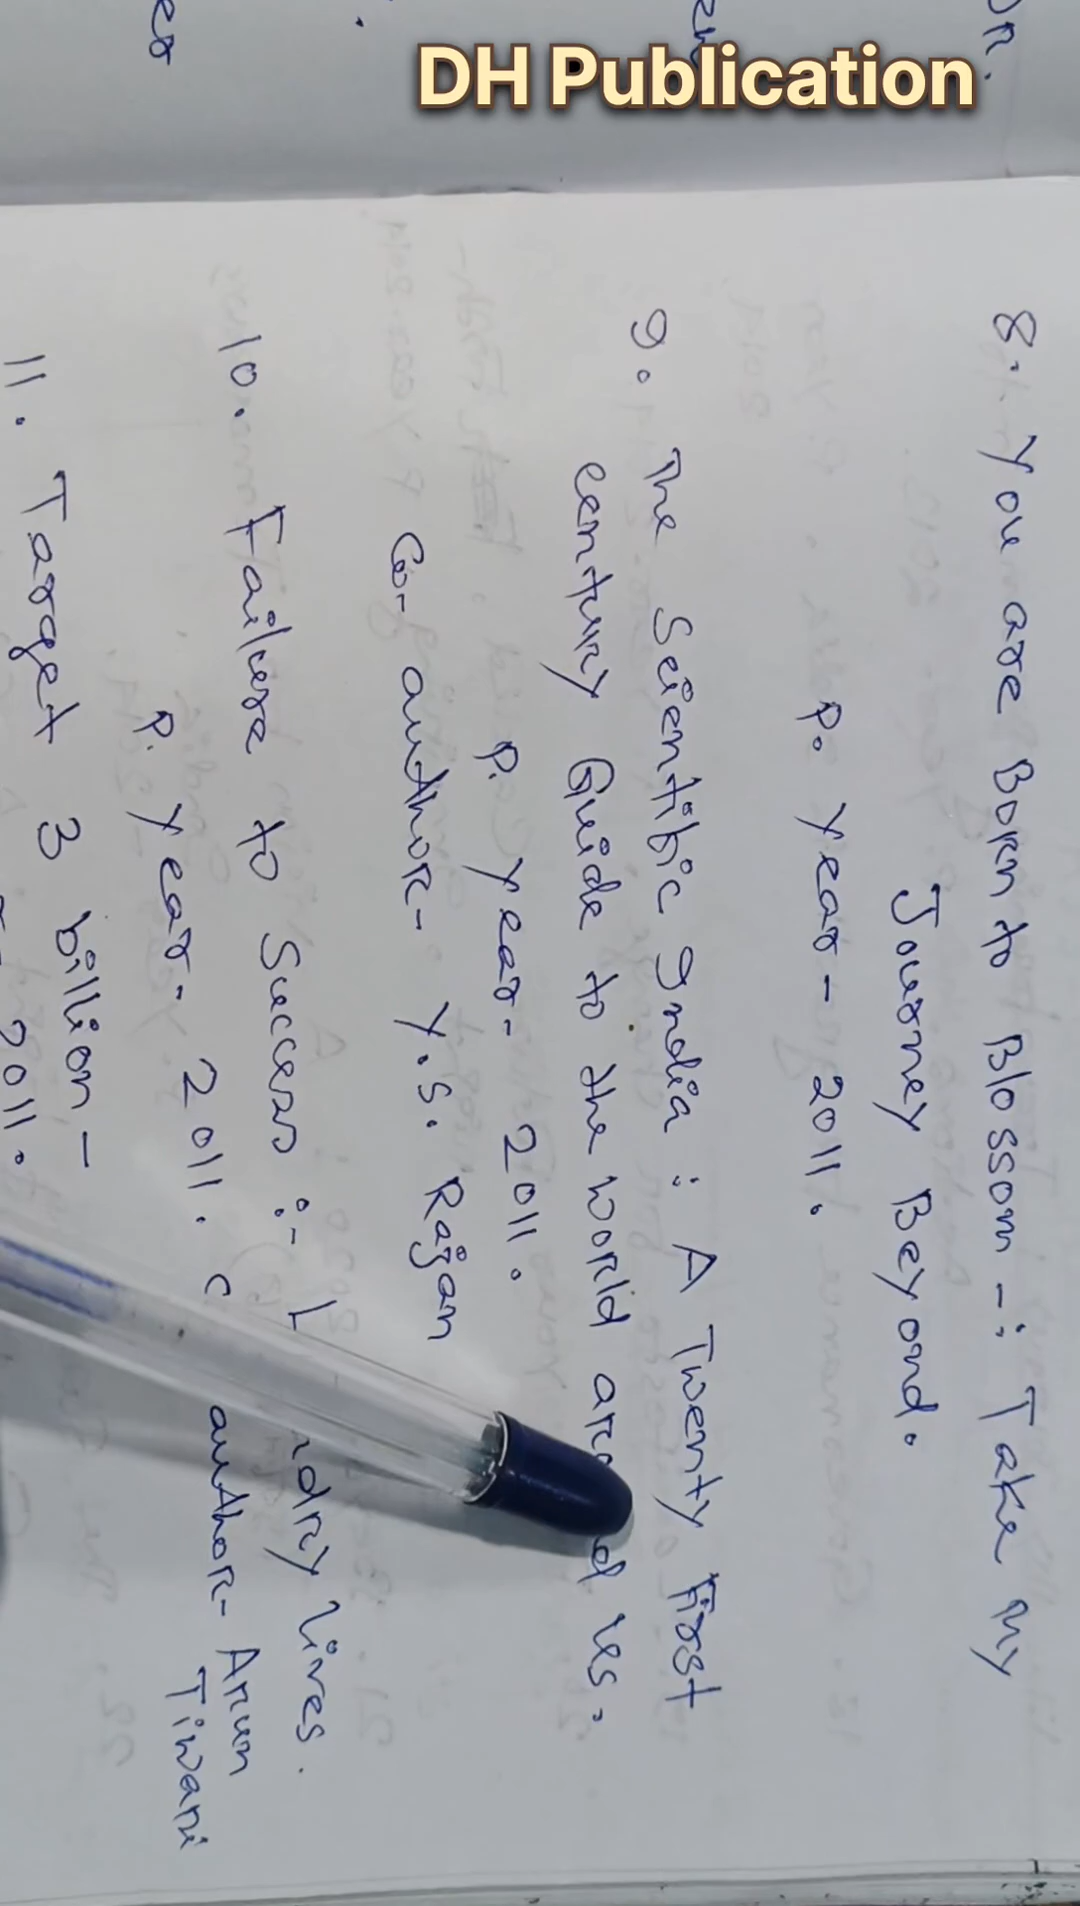 DH Publication
8. You are Born to Blossom -: Take my
Journey Beyond.
P. Year - 2011.
9. The Scientific India : A Twenty First
century Guide to the world us.
P. Year - 2011.
Co-author - Y.S. Rajan
10. Failure to Success :- lives.
P. Year - 2011. author - Arun
Tiwari
11. Target 3 billion -
2011.